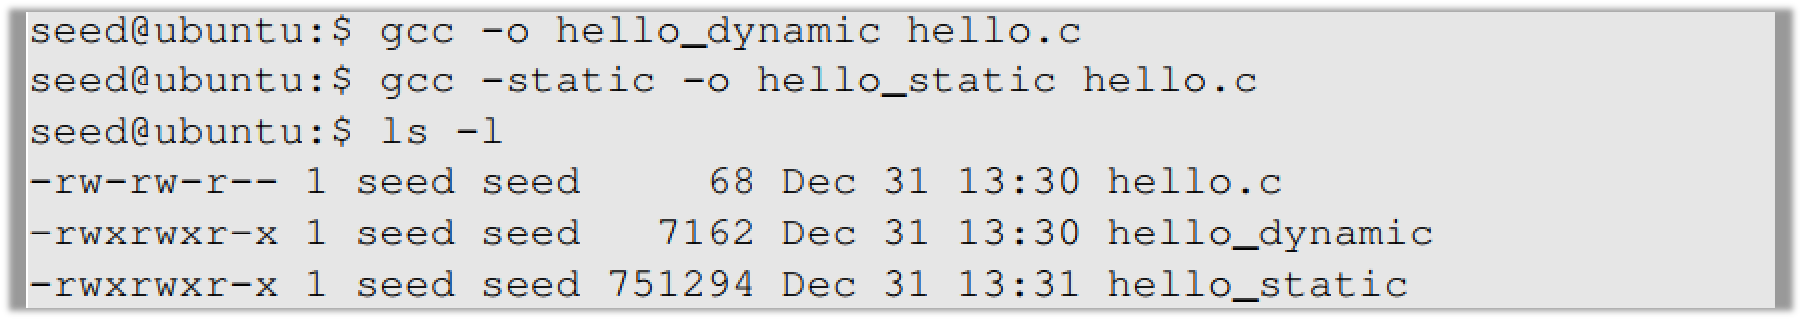 seed@ubuntu:$ gcc -o hello_dynamic hello.c
seed@ubuntu:$ gcc -static -o hello_static hello.c
seed@ubuntu:$ ls -l
-rw-rw-r-- 1 seed seed     68 Dec 31 13:30 hello.c
-rwxrwxr-x 1 seed seed   7162 Dec 31 13:30 hello_dynamic
-rwxrwxr-x 1 seed seed 751294 Dec 31 13:31 hello_static